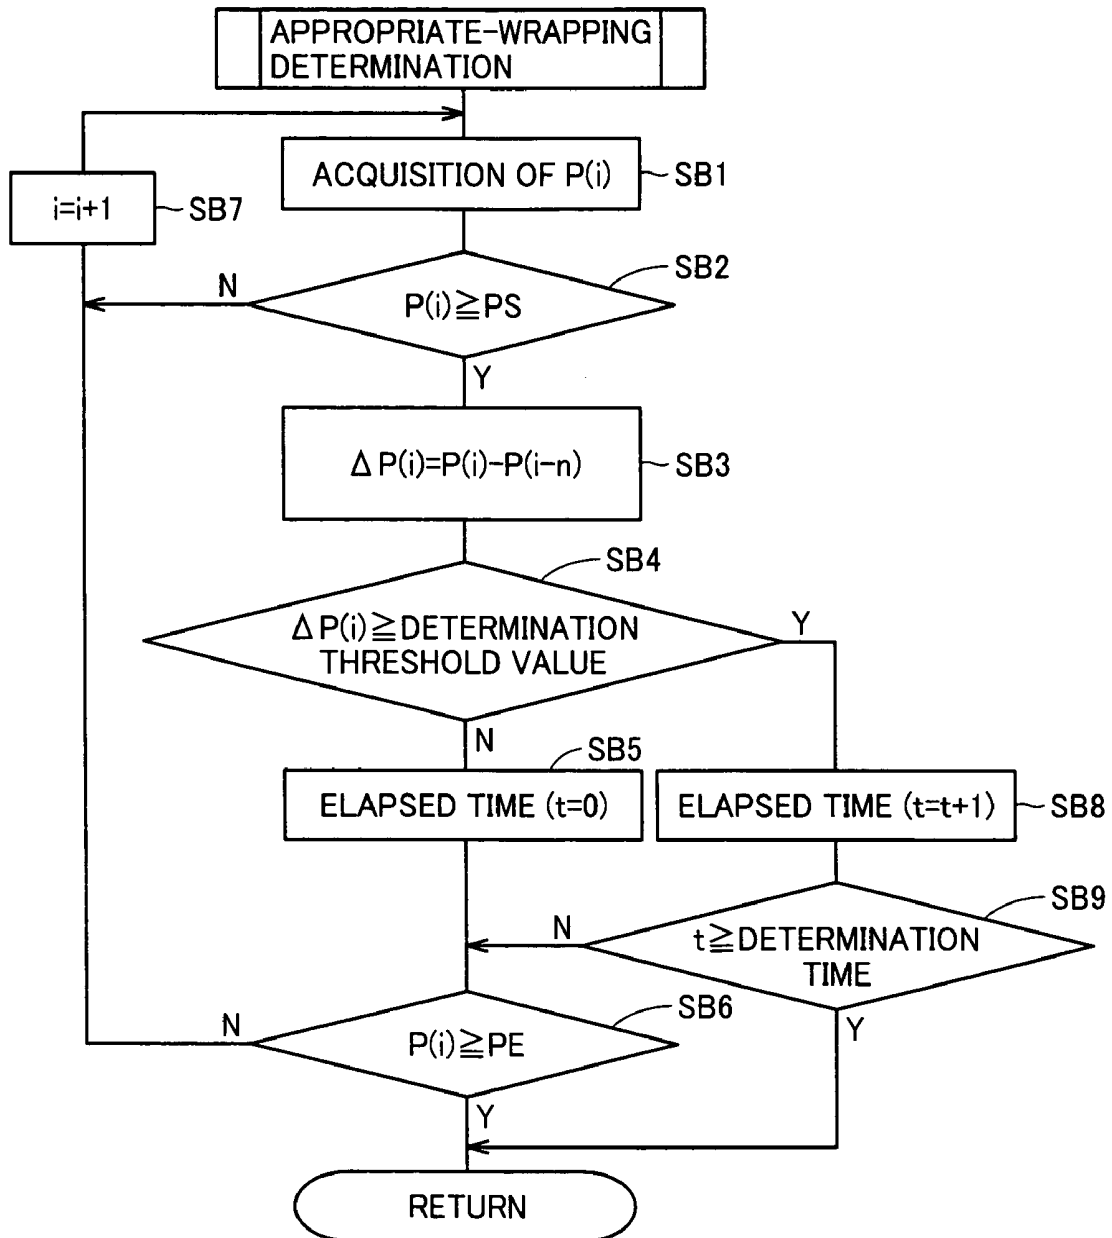 APPROPRIATE-WRAPPING
DETERMINATION
ACQUISITION OF P(i)
SB1
i=i+1
SB7
SB2
N
P(i)≧PS
Y
ΔP(i)=P(i)-P(i-n)
SB3
SB4
ΔP(i)≧DETERMINATION
THRESHOLD VALUE
Y
N
SB5
ELAPSED TIME (t=0)
ELAPSED TIME (t=t+1)
SB8
SB9
N
t≧DETERMINATION
TIME
SB6
N
P(i)≧PE
Y
Y
RETURN